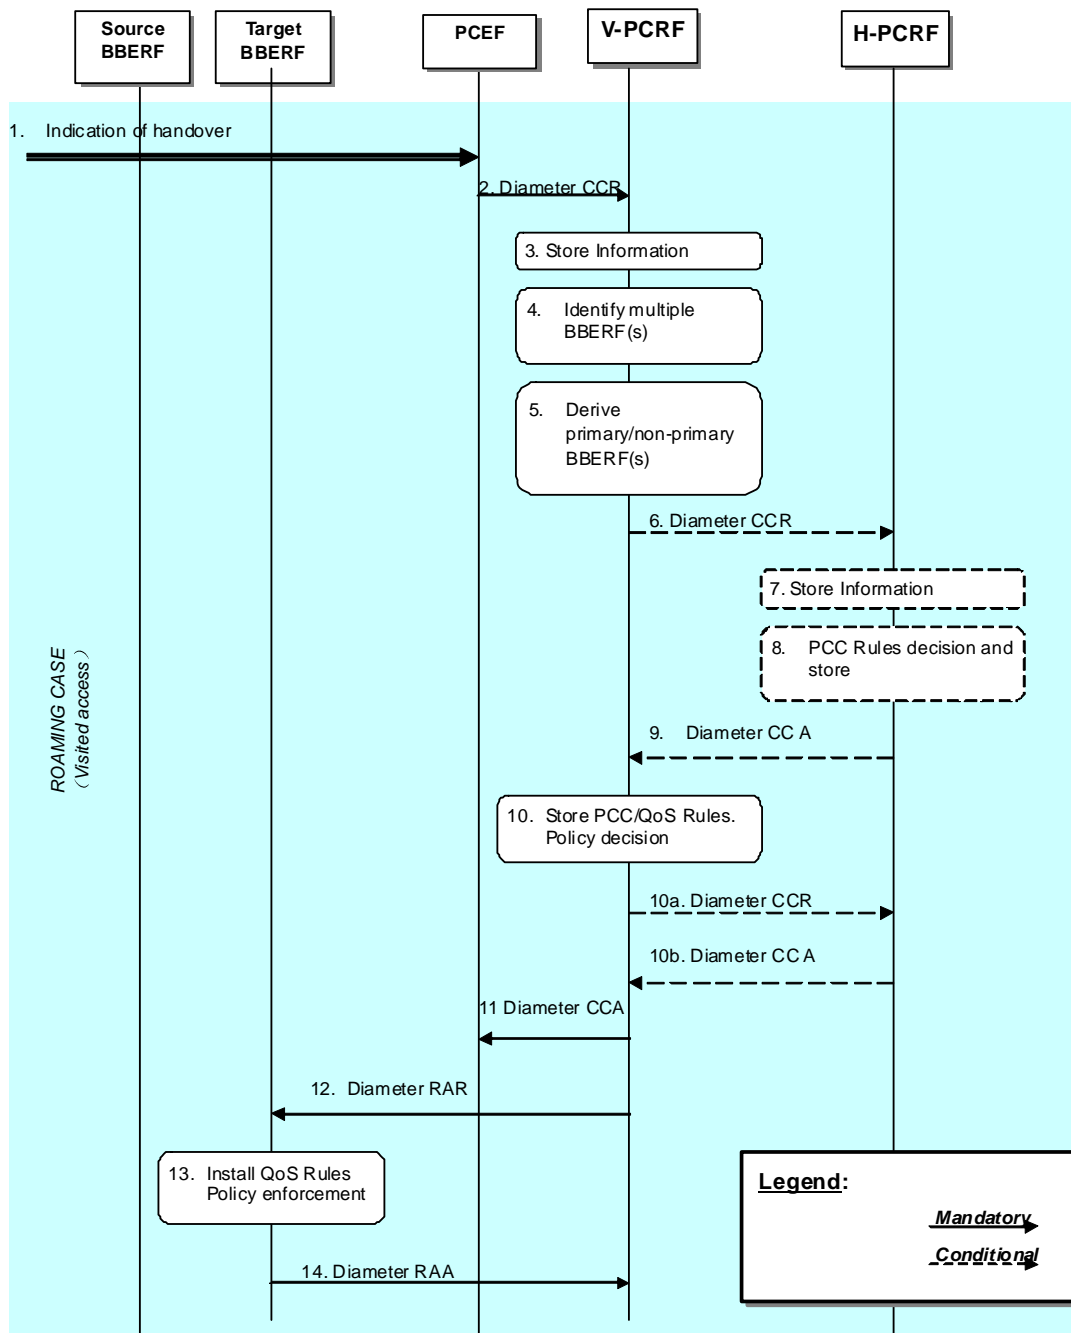 Source
BBERF
Target
BBERF
PCEF
V-PCRF
H-PCRF
1. Indication of handover
2. Diameter CCR
3. Store Information
4. Identify multiple
BBERF(s)
5. Derive
primary/non-primary
BBERF(s)
6. Diameter CCR
7. Store Information
8. PCC Rules decision and
store
9. Diameter CCA
10. Store PCC/QoS Rules.
Policy decision
10a. Diameter CCR
10b. Diameter CCA
11 Diameter CCA
12. Diameter RAR
13. Install QoS Rules
Policy enforcement
14. Diameter RAA
ROAMING CASE
(Visited access)
Legend:
Mandatory
Conditional